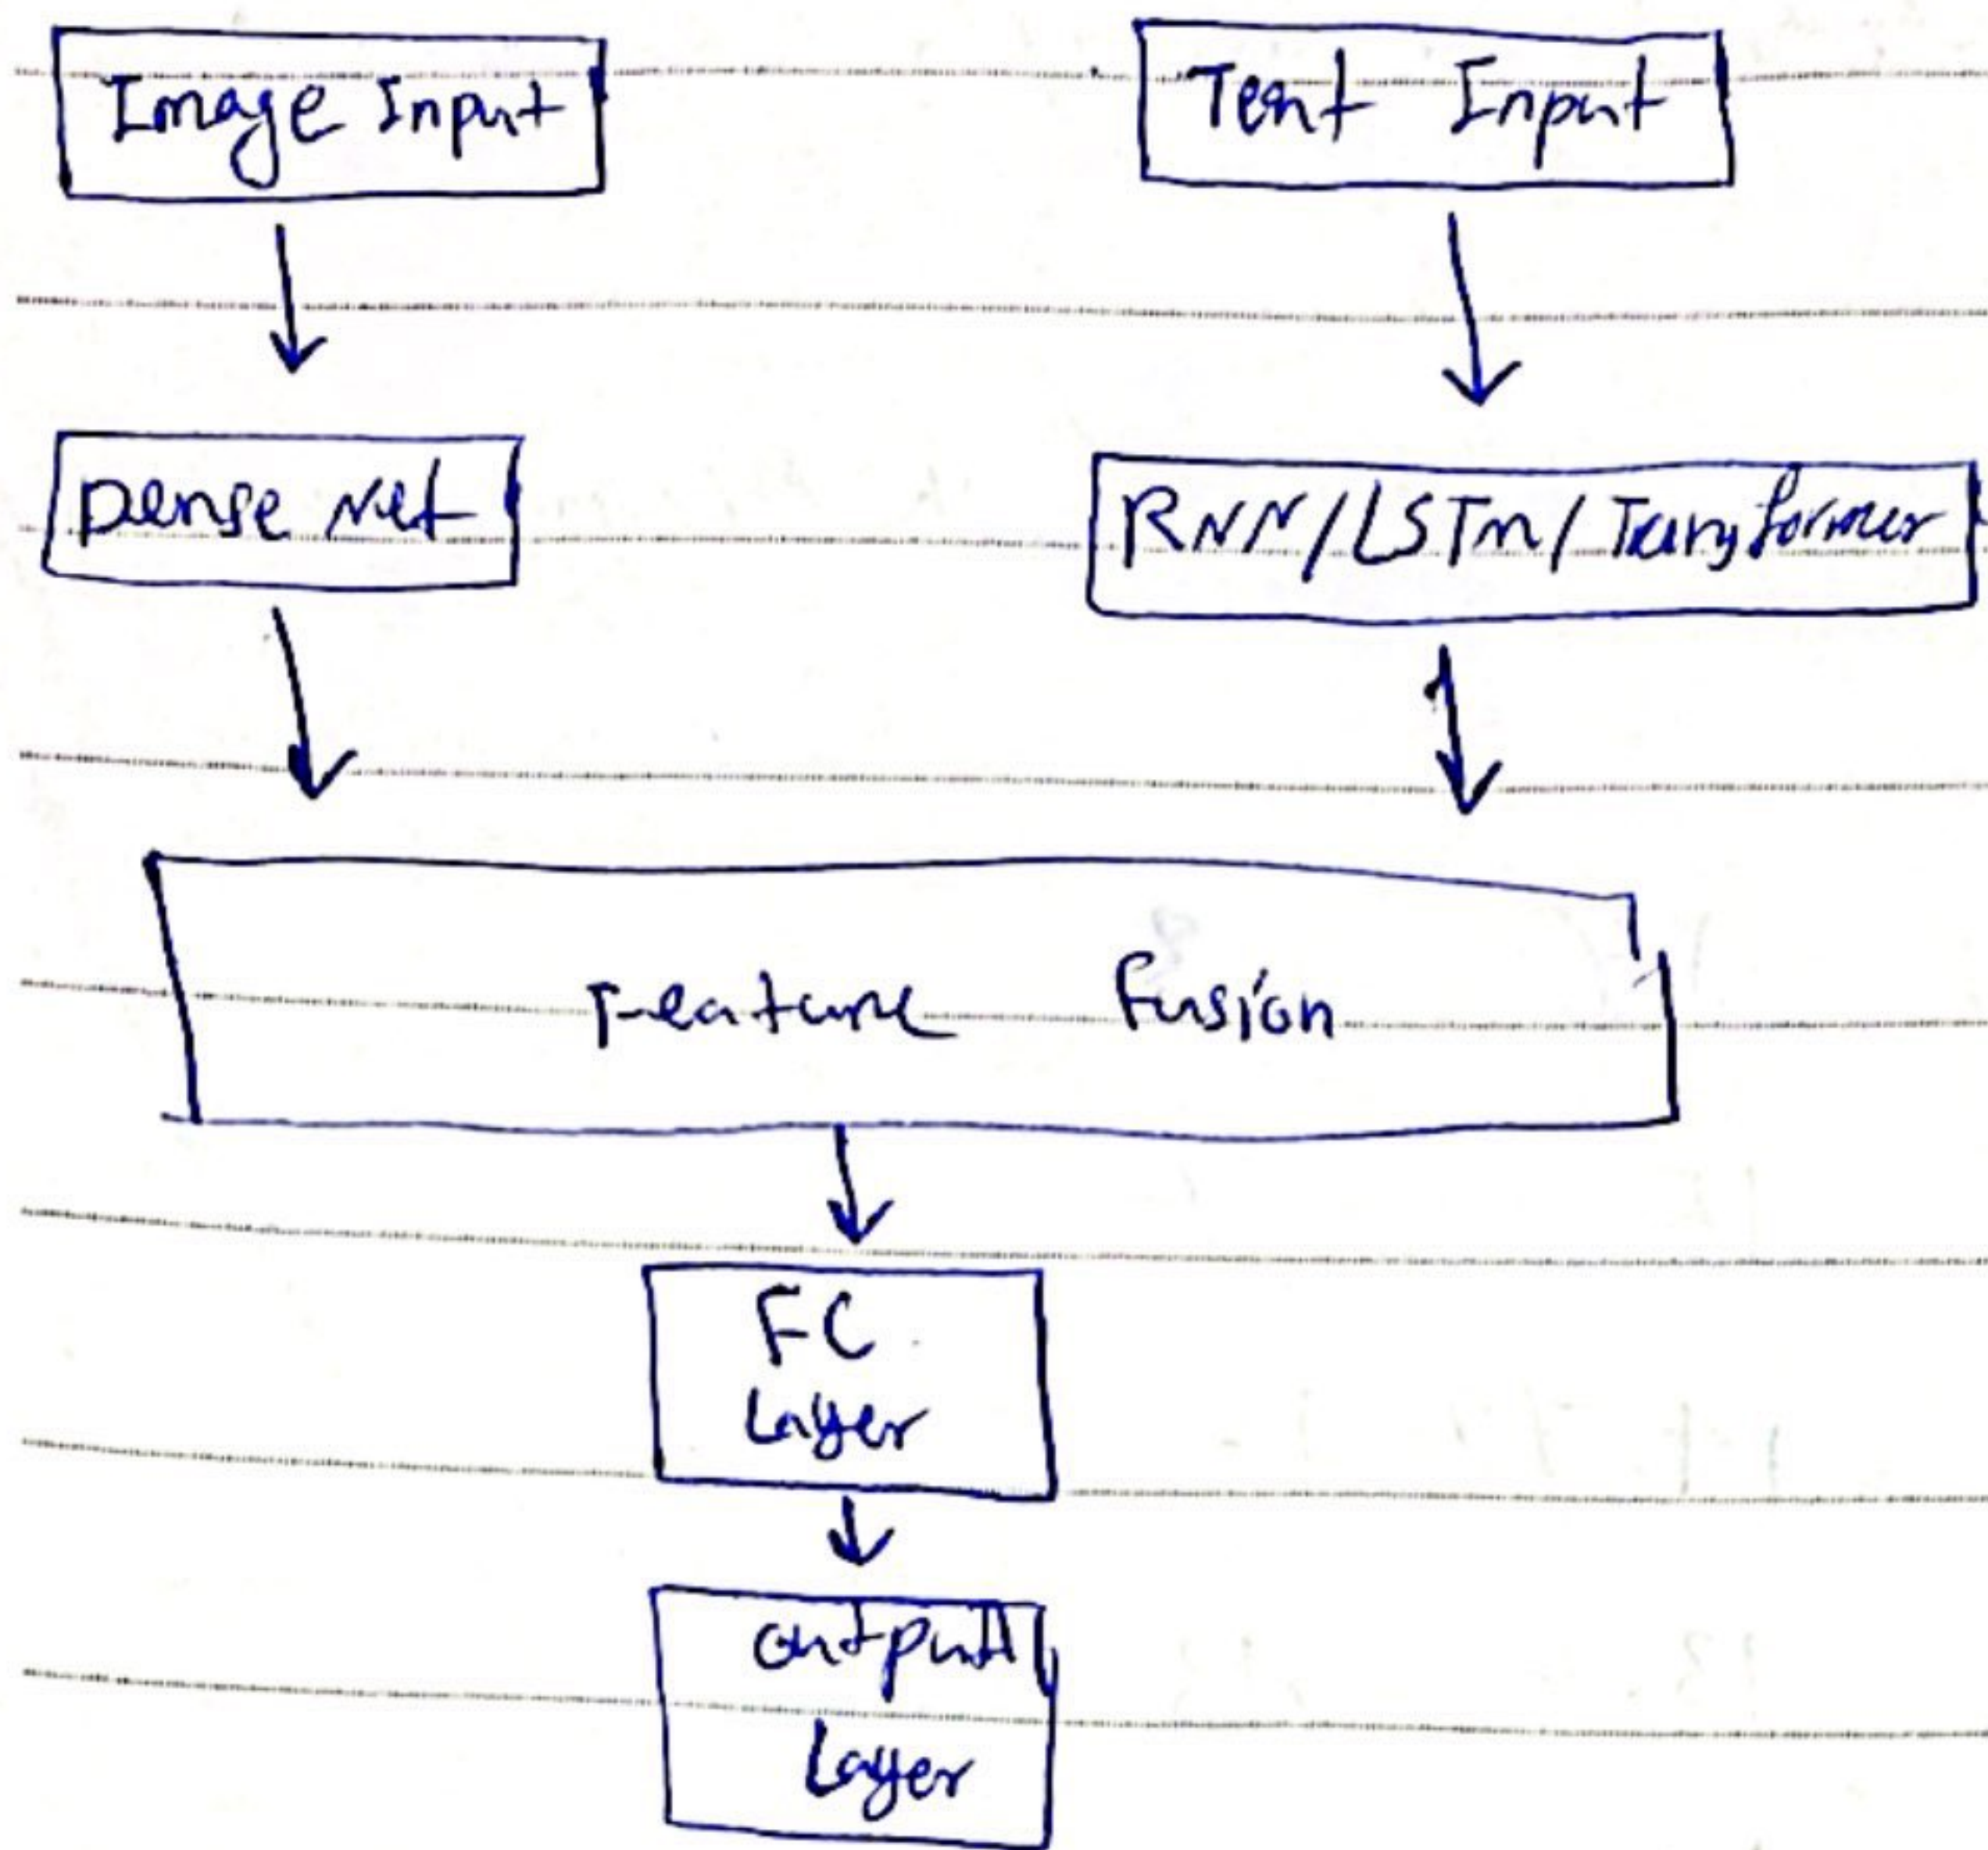 Image Input
Text Input
Dense Net
RNN/LSTM/Transformer
Feature fusion
FC
Layer
output
Layer